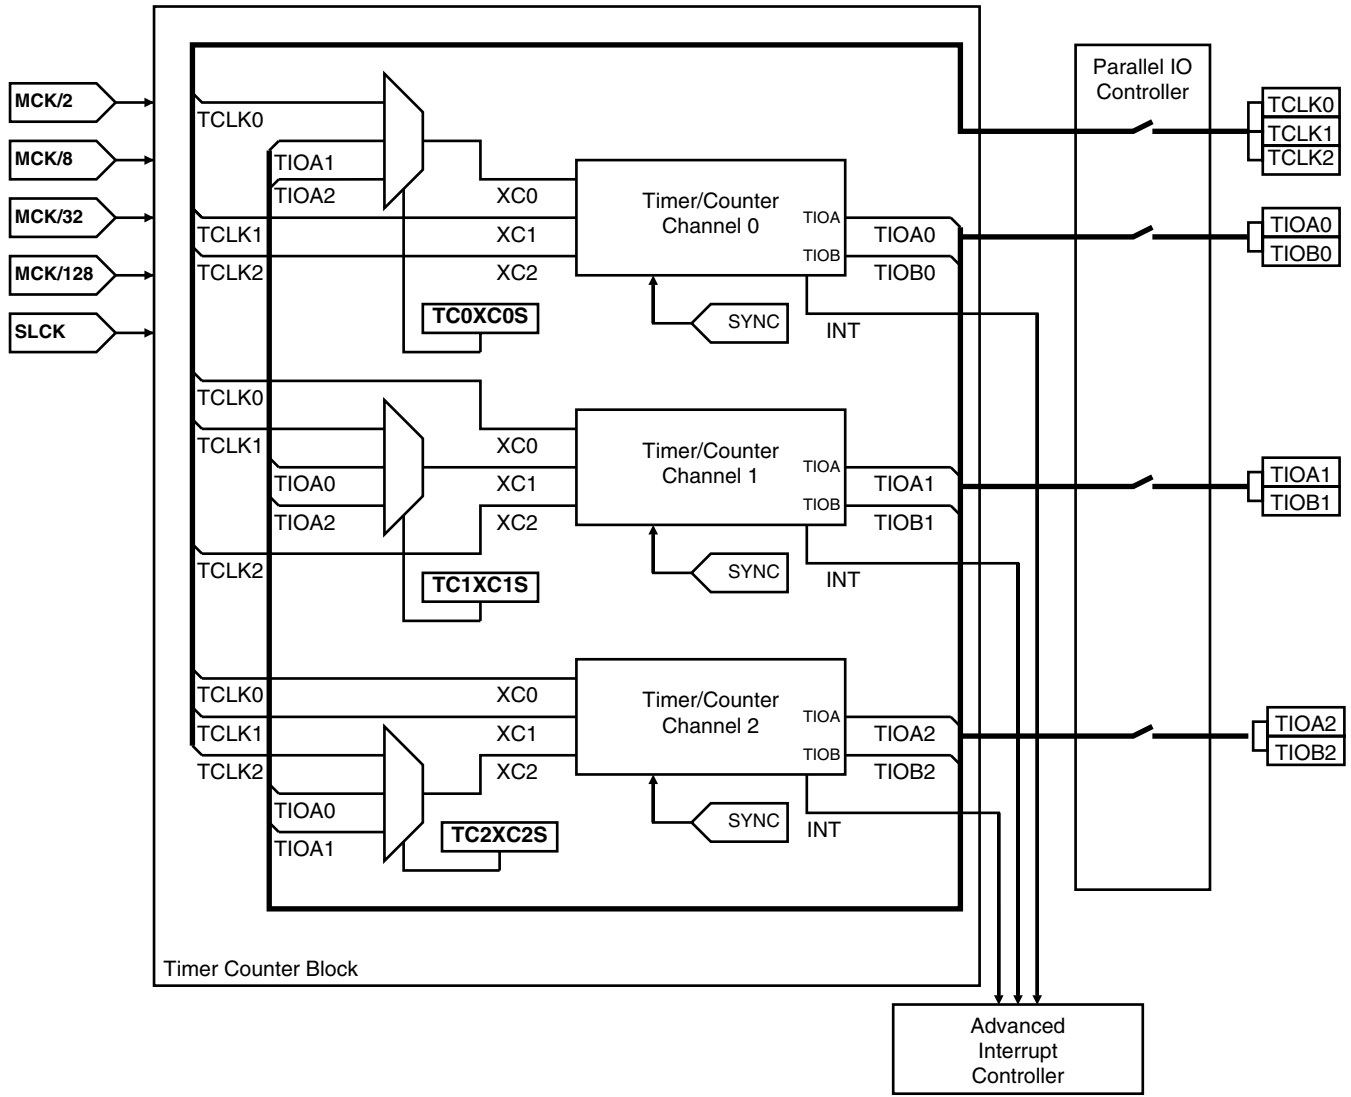 MCK/2
MCK/8
MCK/32
MCK/128
SLCK
TCLK0
TIOA1
TIOA2
TCLK1
TCLK2
XC0
XC1
XC2
Timer/Counter
Channel 0
TIOA
TIOB
TIOA0
TIOB0
TC0XC0S
SYNC
INT
TCLK0
TCLK1
TIOA0
TIOA2
TCLK2
XC0
XC1
XC2
Timer/Counter
Channel 1
TIOA
TIOB
TIOA1
TIOB1
TC1XC1S
SYNC
INT
TCLK0
TCLK1
TCLK2
TIOA0
TIOA1
XC0
XC1
XC2
Timer/Counter
Channel 2
TIOA
TIOB
TIOA2
TIOB2
TC2XC2S
SYNC
INT
Timer Counter Block
Parallel IO
Controller
TCLK0
TCLK1
TCLK2
TIOA0
TIOB0
TIOA1
TIOB1
TIOA2
TIOB2
Advanced
Interrupt
Controller